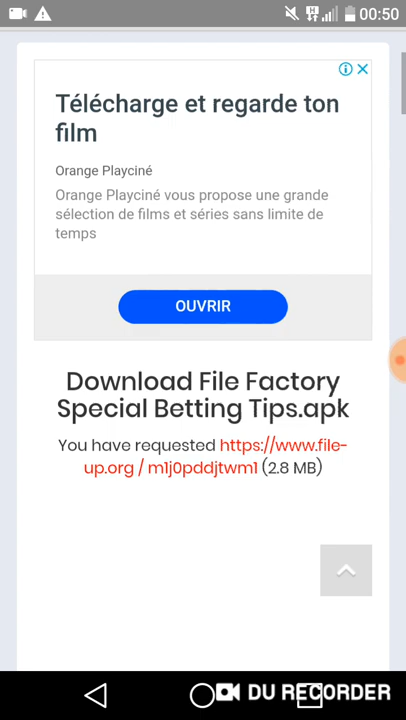 00:50
Télécharge et regarde ton
film
Orange Playciné
Orange Playciné vous propose une grande
sélection de films et séries sans limite de
temps
OUVRIR
Download File Factory
Special Betting Tips.apk
You have requested https://www.file-
up.org / m1j0pddjtwm1 (2.8 MB)
DU RECORDER